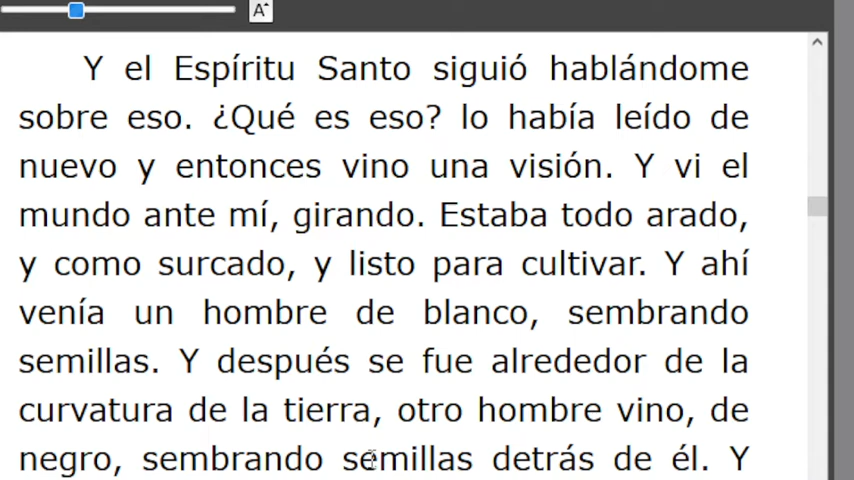 A
Y el Espíritu Santo siguió hablándome
sobre eso. ¿Qué es eso? lo había leído de
nuevo y entonces vino una visión. Y vi el
mundo ante mí, girando. Estaba todo arado,
y como surcado, y listo para cultivar. Y ahí
venía un hombre de blanco, sembrando
semillas. Y después se fue alrededor de la
curvatura de la tierra, otro hombre vino, de
negro, sembrando semillas detrás de él. Y